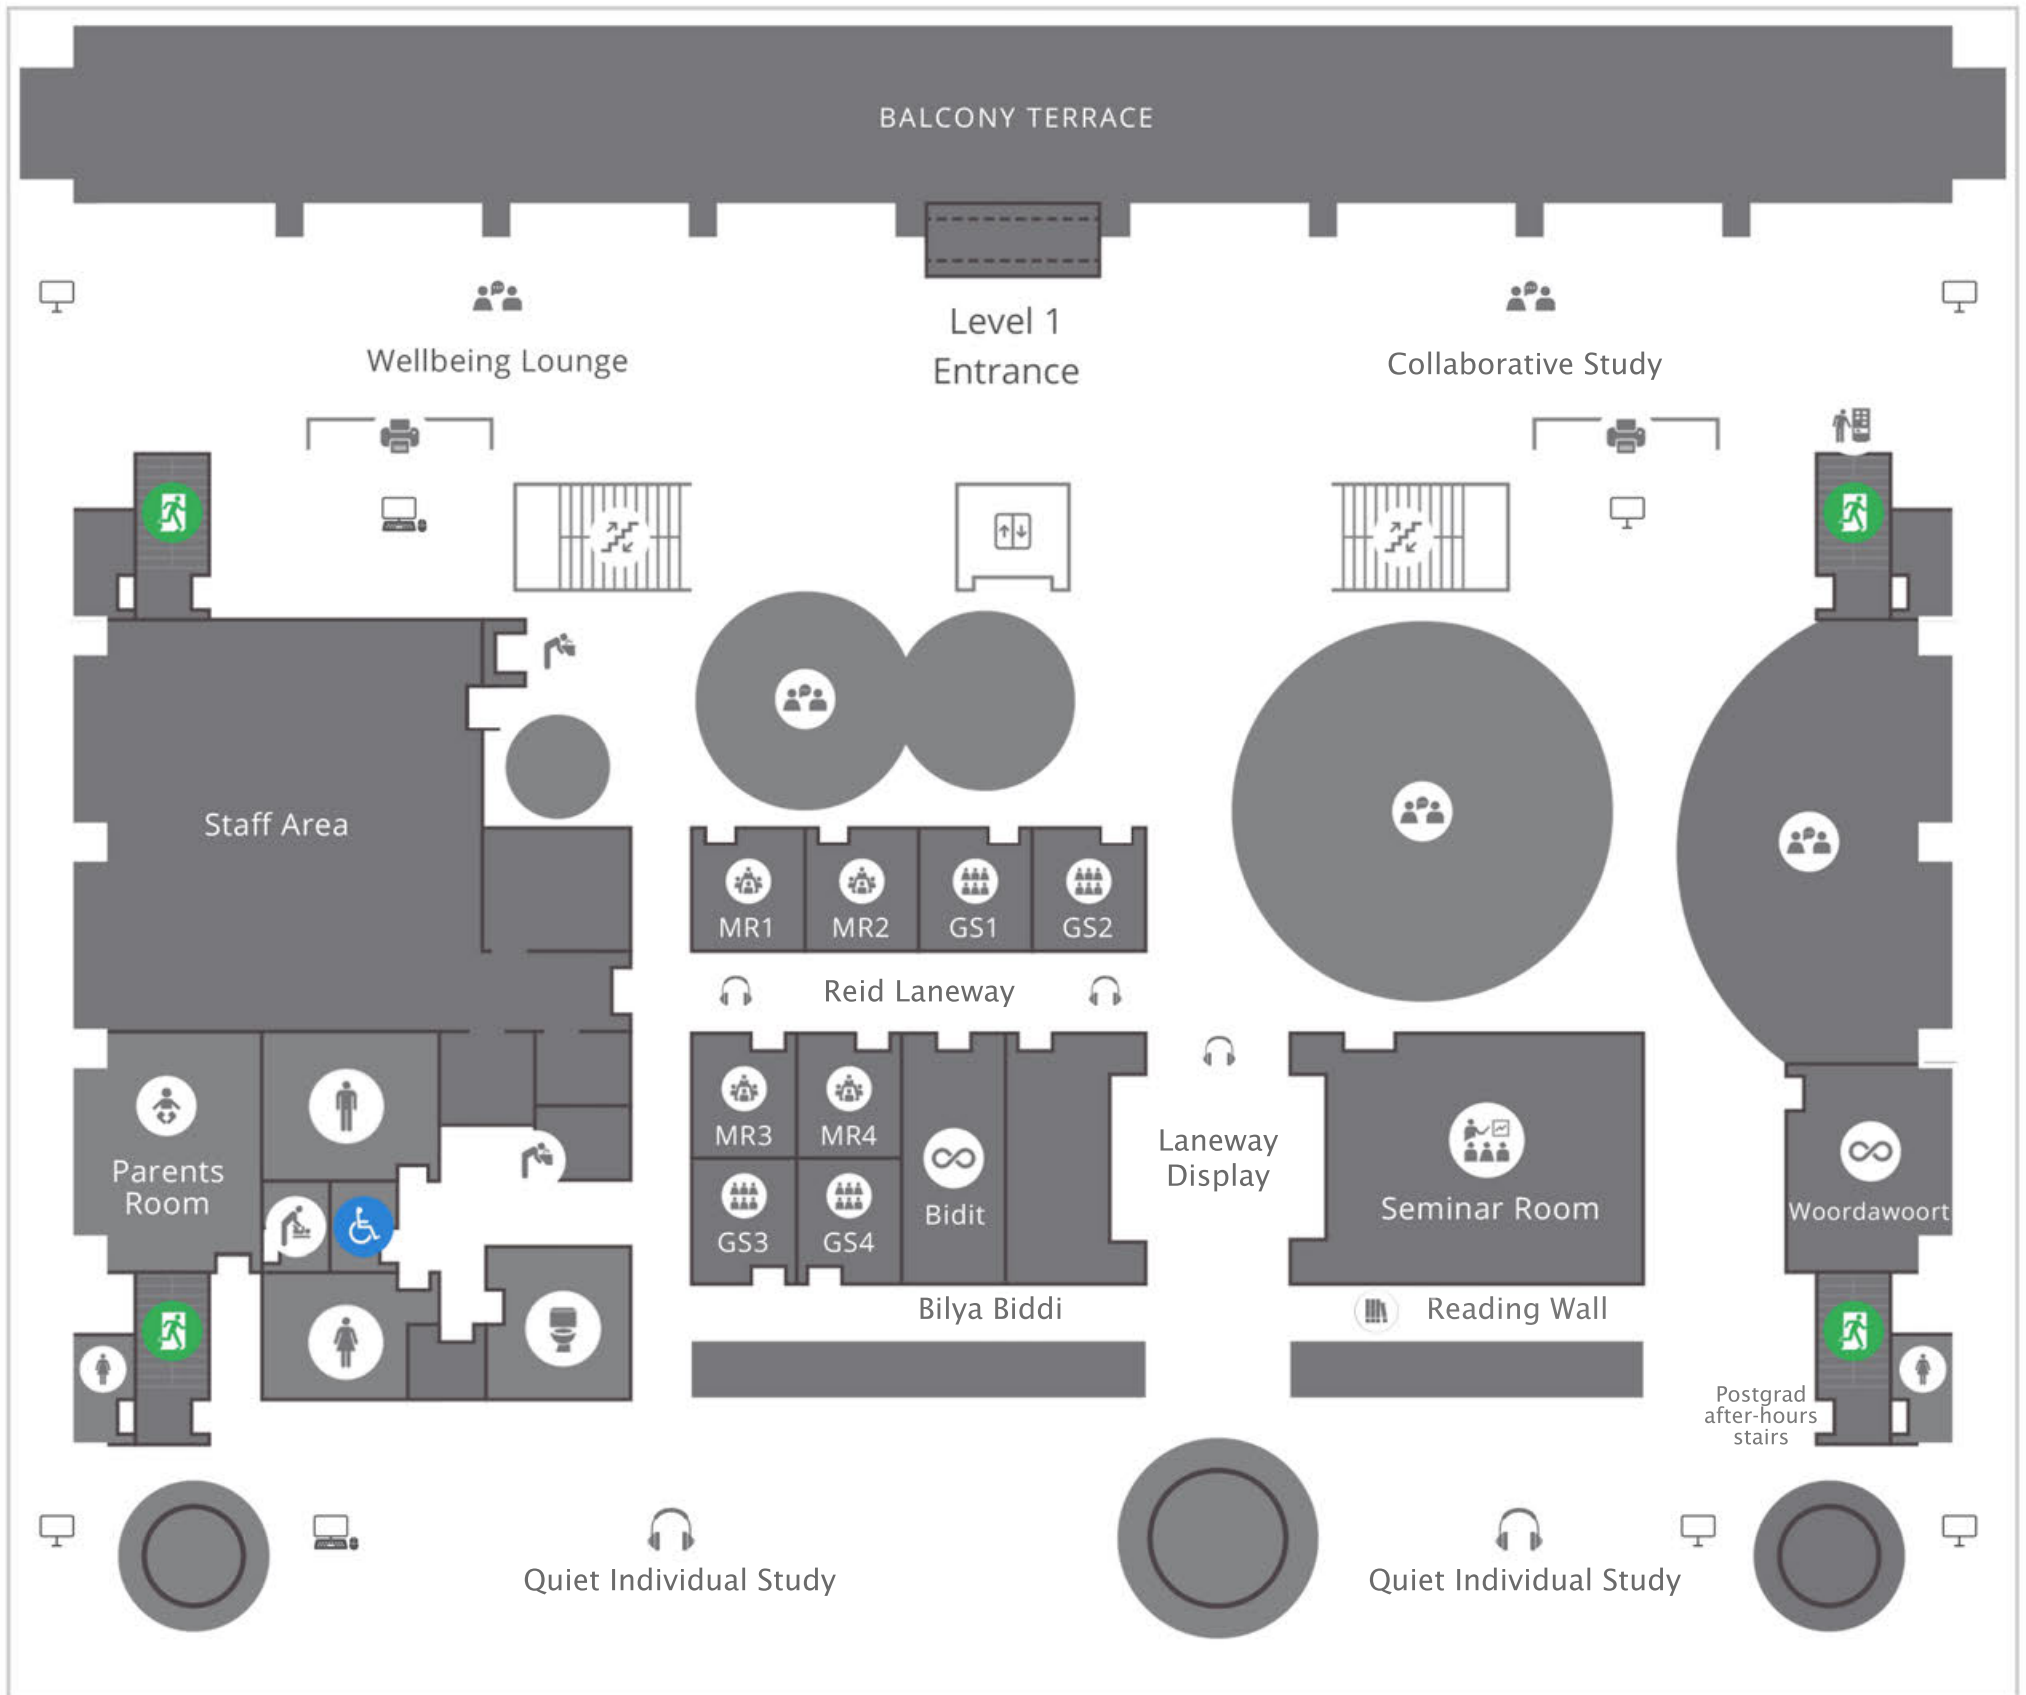 BALCONY TERRACE
Level 1
Entrance
Wellbeing Lounge
Collaborative Study
Staff Area
MR1
MR2
GS1
GS2
Reid Laneway
MR3
MR4
GS3
GS4
Bidit
Laneway
Display
Seminar Room
Parents
Room
Woordawoort
Bilya Biddi
Reading Wall
Postgrad
after-hours
stairs
Quiet Individual Study
Quiet Individual Study